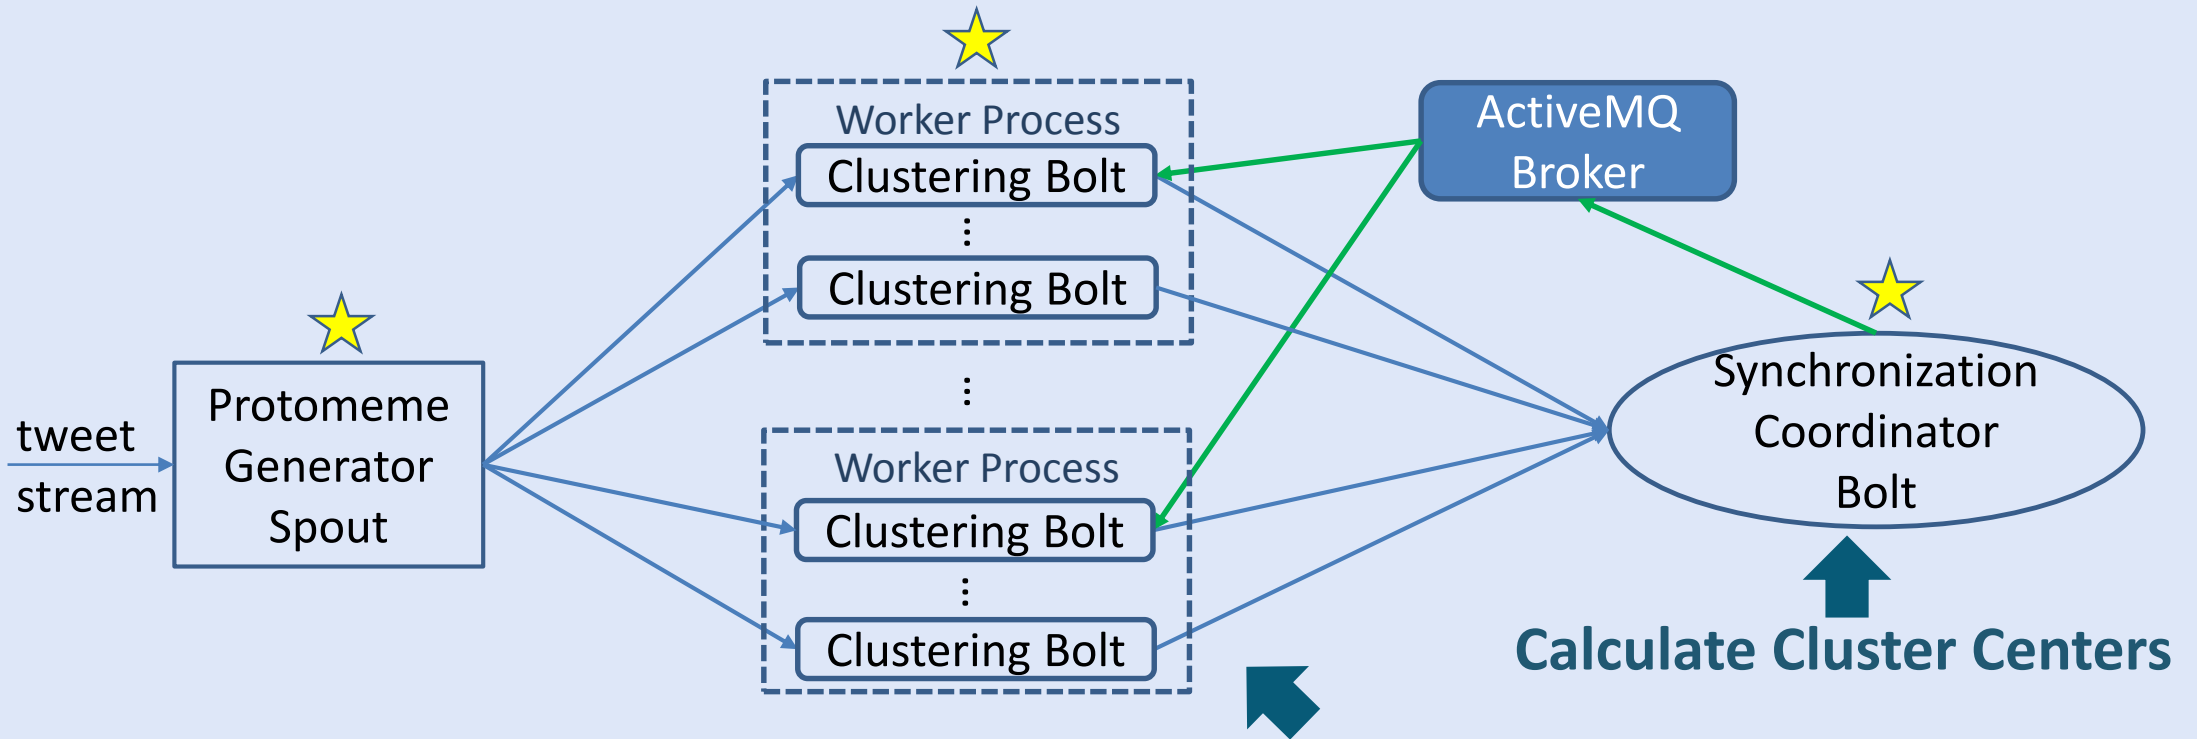 tweet
stream
Protomeme
Generator
Spout
Worker Process
Clustering Bolt
...
Clustering Bolt
...
Worker Process
Clustering Bolt
...
Clustering Bolt
ActiveMQ
Broker
Synchronization
Coordinator
Bolt
Calculate Cluster Centers